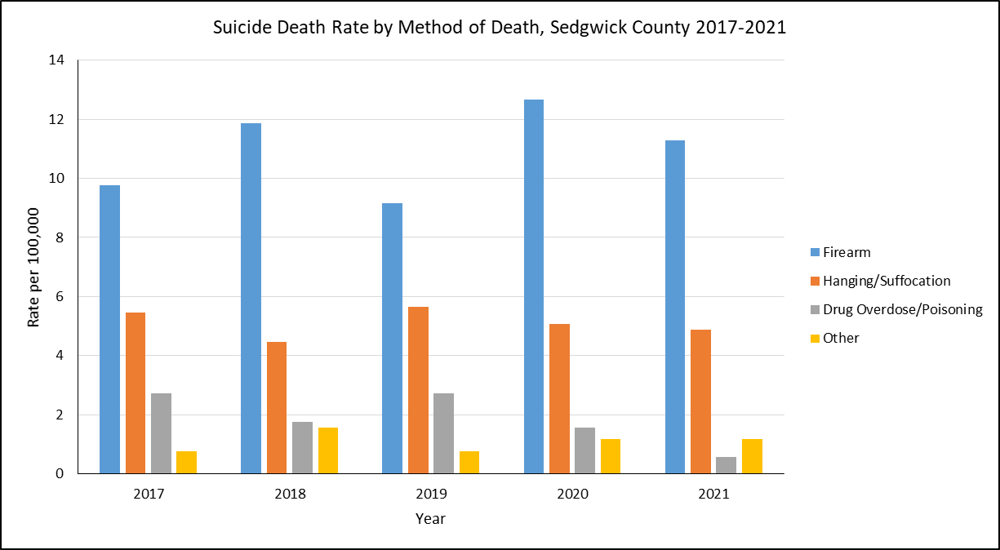 Suicide Death Rate by Method of Death, Sedgwick County 2017-2021
14
12
10
8
6
4
2
0
Rate per 100,000
2017
2018
2019
2020
2021
Year
Firearm
Hanging/Suffocation
Drug Overdose/Poisoning
Other